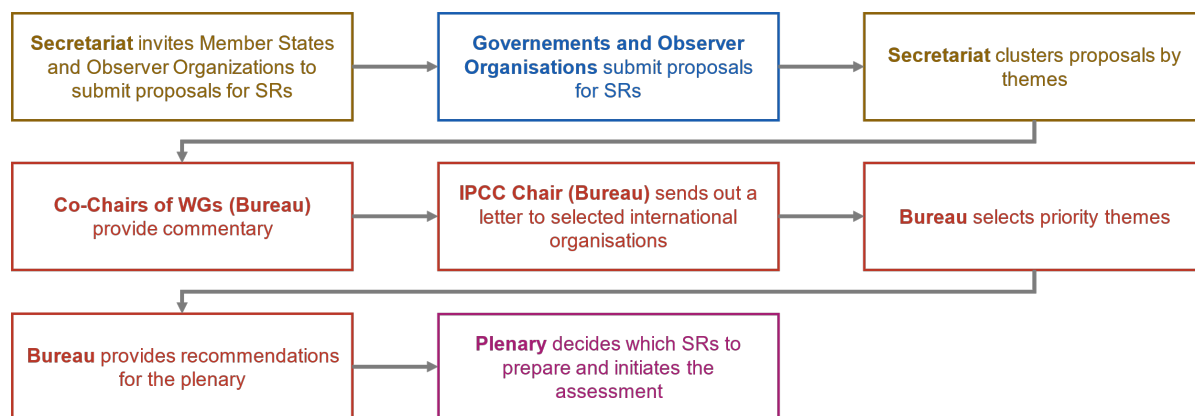 Secretariat invites Member States
and Observer Organizations to
submit proposals for SRs
Governements and Observer
Organisations submit proposals
for SRs
Secretariat clusters proposals by
themes
Co-Chairs of WGs (Bureau)
provide commentary
IPCC Chair (Bureau) sends out a
letter to selected international
organisations
Bureau selects priority themes
Bureau provides recommendations
for the plenary
Plenary decides which SRs to
prepare and initiates the
assessment